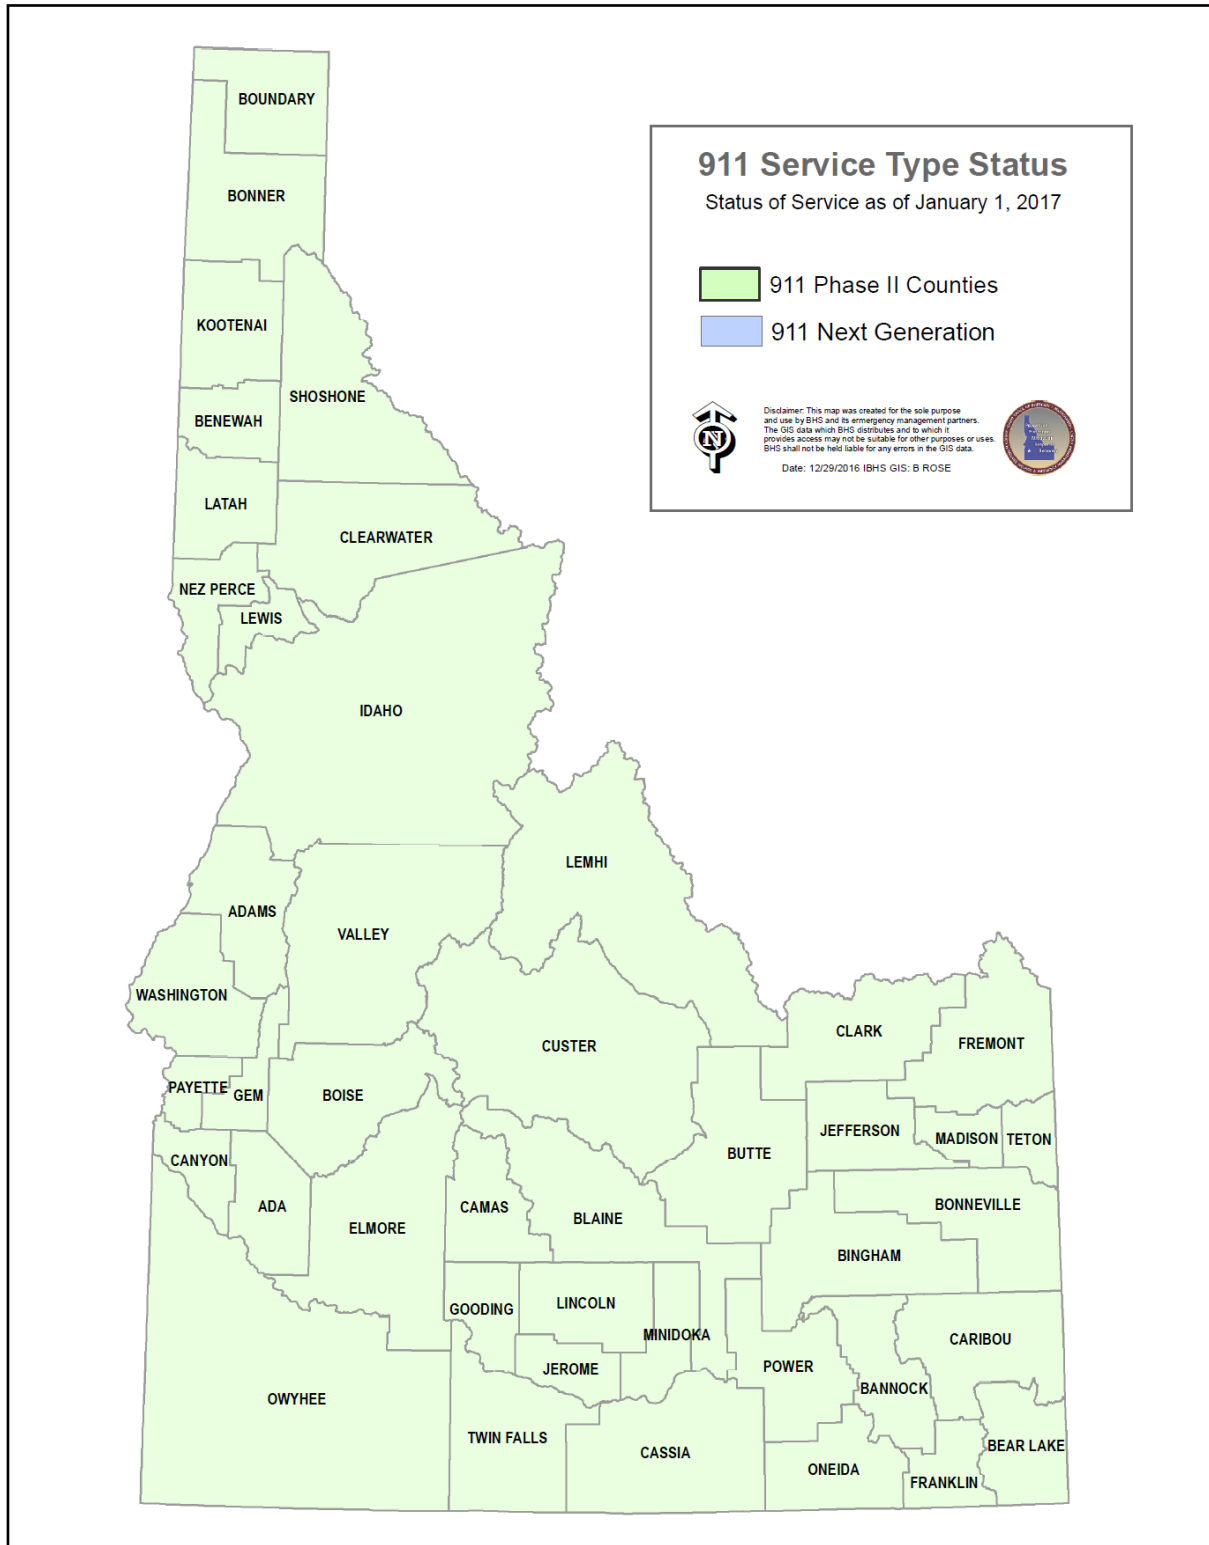 BOUNDARY
911 Service Type Status
BONNER
Status of Service as of January 1, 2017
911 Phase II Counties
KOOTENAI
911 Next Generation
SHOSHONE
BENEWAH
N
Disclaimer: This map was created for the sole purpose
and use by BHS and its ermergency management partners.
The GIS data which BHS distributes and to which it
provides access may not be suitable for other purposes or uses.
BHS shall not be held liable for any errors in the GIS data.
Date: 12/29/2016 IBHS GIS: B ROSE
LATAH
CLEARWATER
NEZ PERCE
LEWIS
IDAHO
LEMHI
ADAMS
VALLEY
WASHINGTON
CLARK
CUSTER
FREMONT
PAYETTE
GEM
BOISE
JEFFERSON
MADISON
TETON
BUTTE
CANYON
ADA
CAMAS
BONNEVILLE
ELMORE
BLAINE
BINGHAM
GOODING
LINCOLN
MINIDOKA
CARIBOU
JEROME
POWER
BANNOCK
OWYHEE
TWIN FALLS
BEAR LAKE
CASSIA
ONEIDA
FRANKLIN